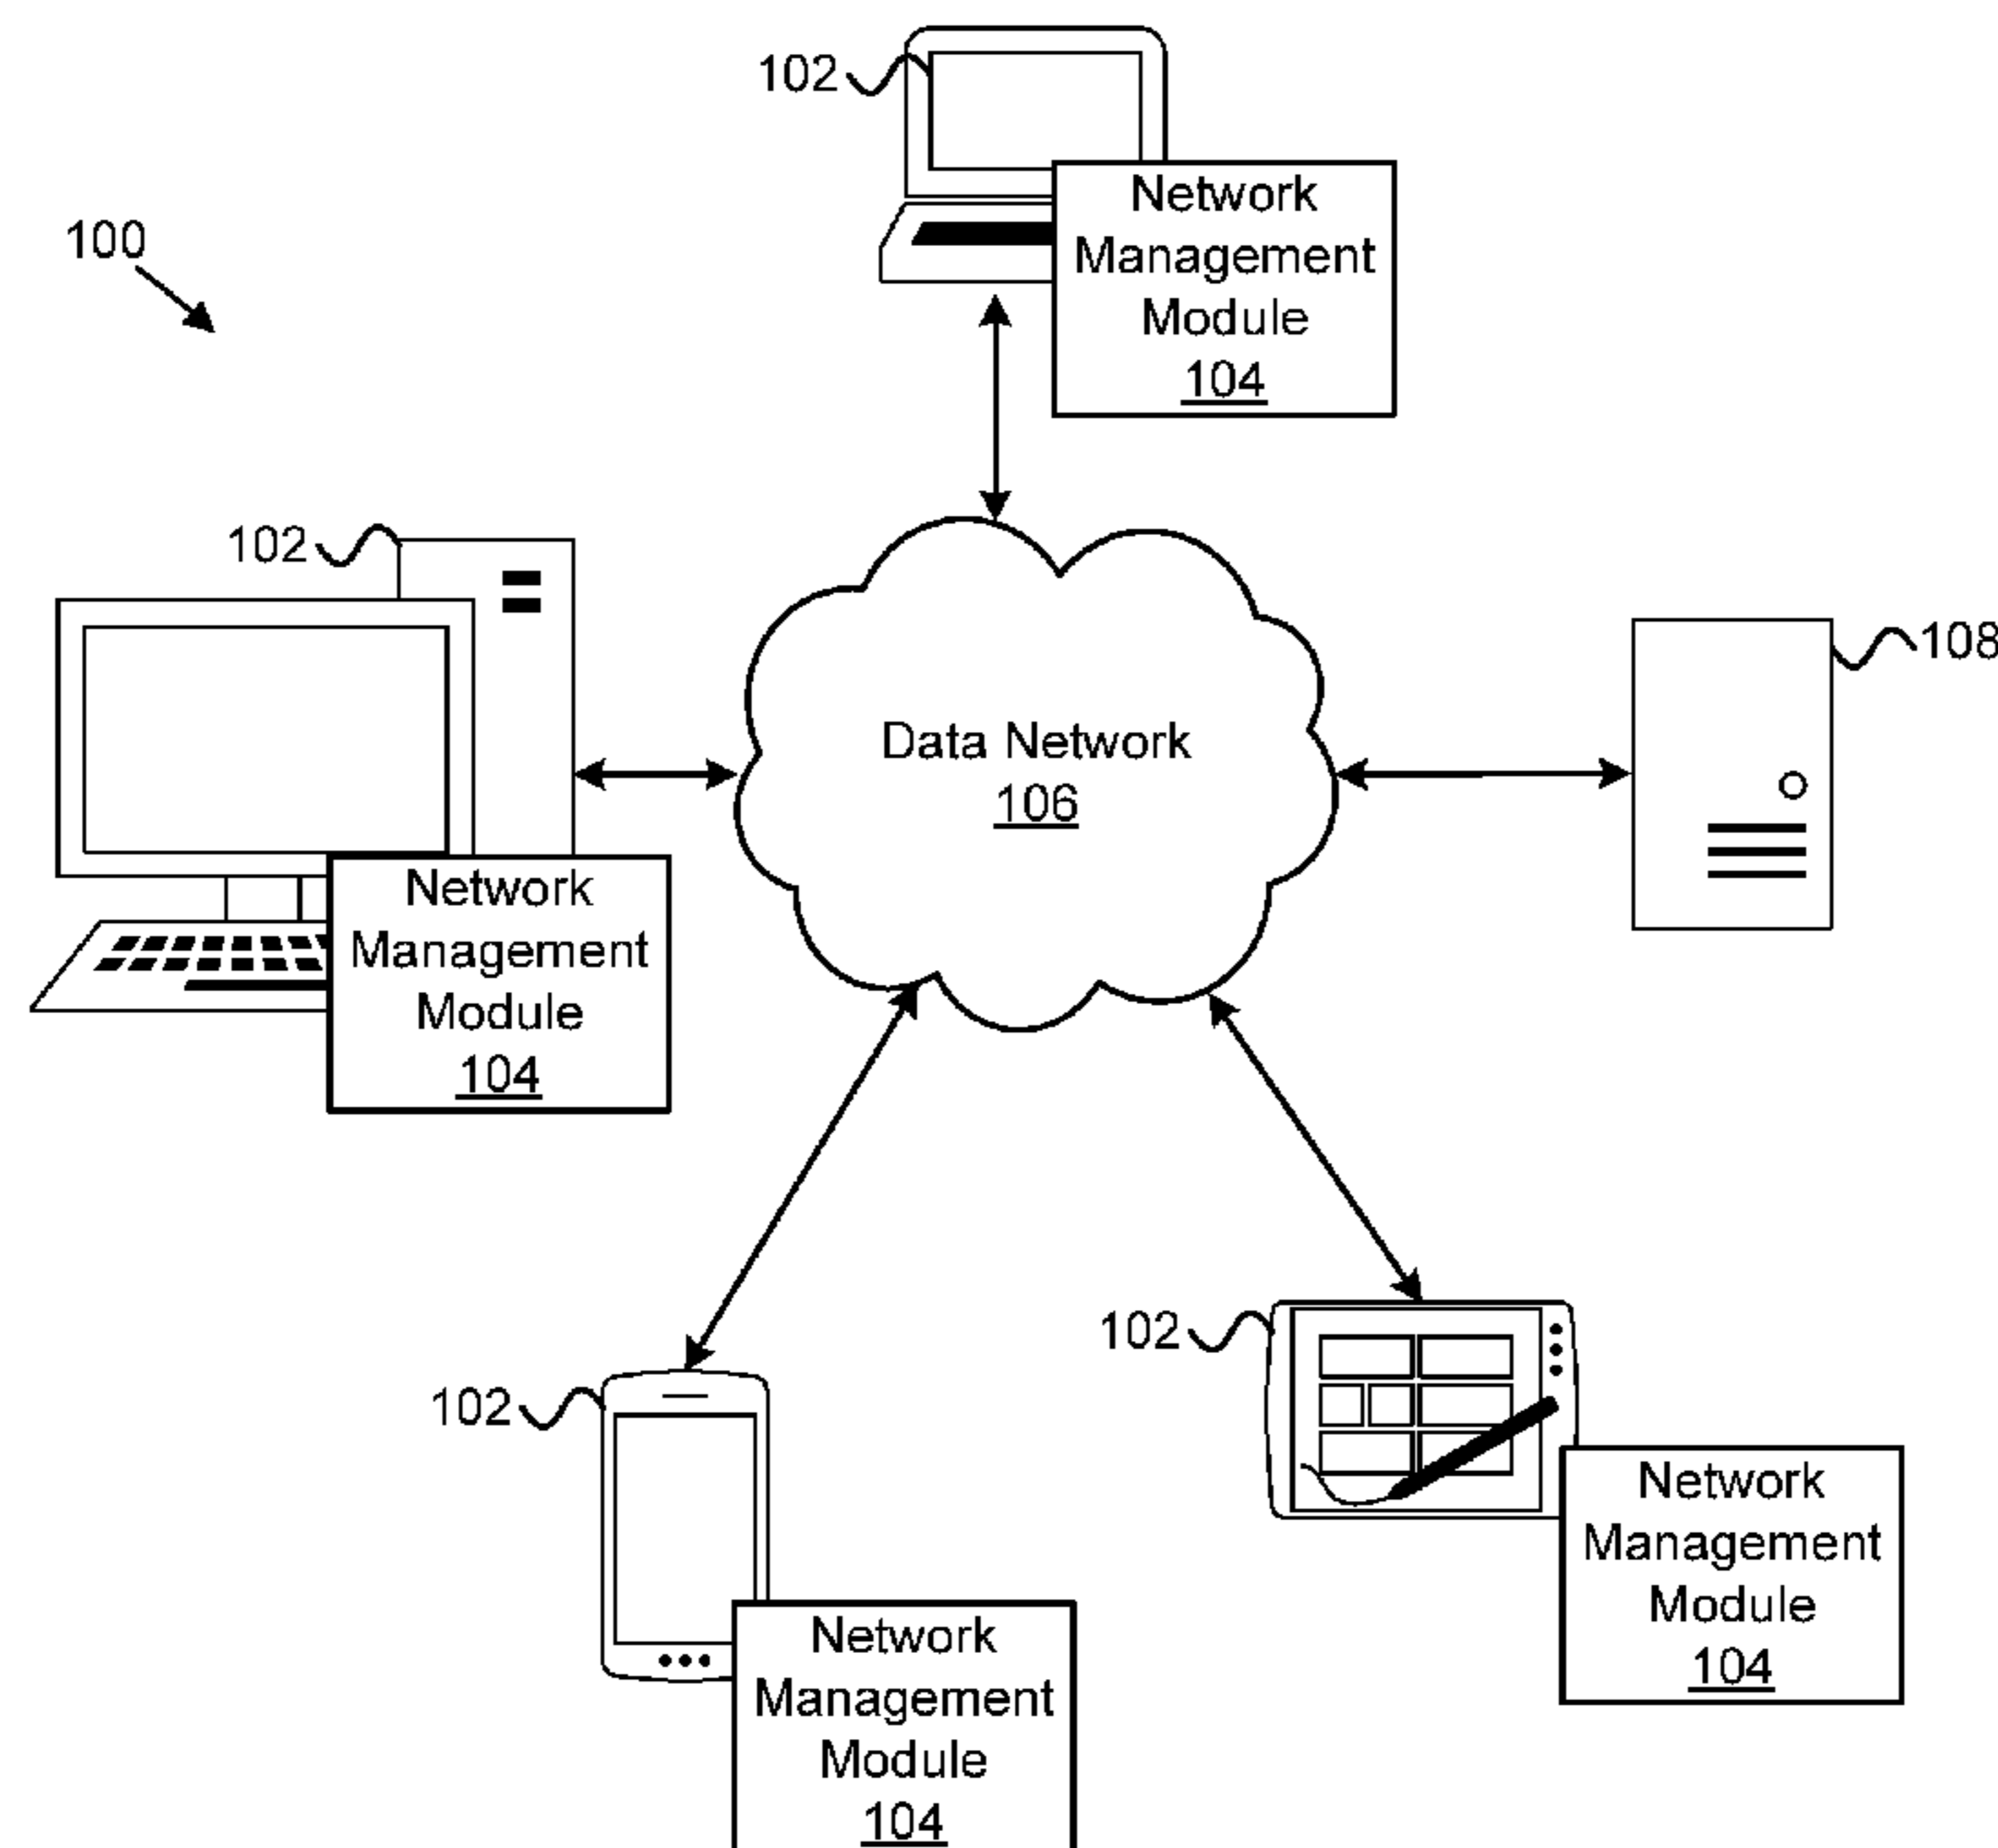 102
Network
Management
Module
104
100
102
Data Network
106
108
Network
Management
Module
104
102
Network
Management
Module
104
102
Network
Management
Module
104